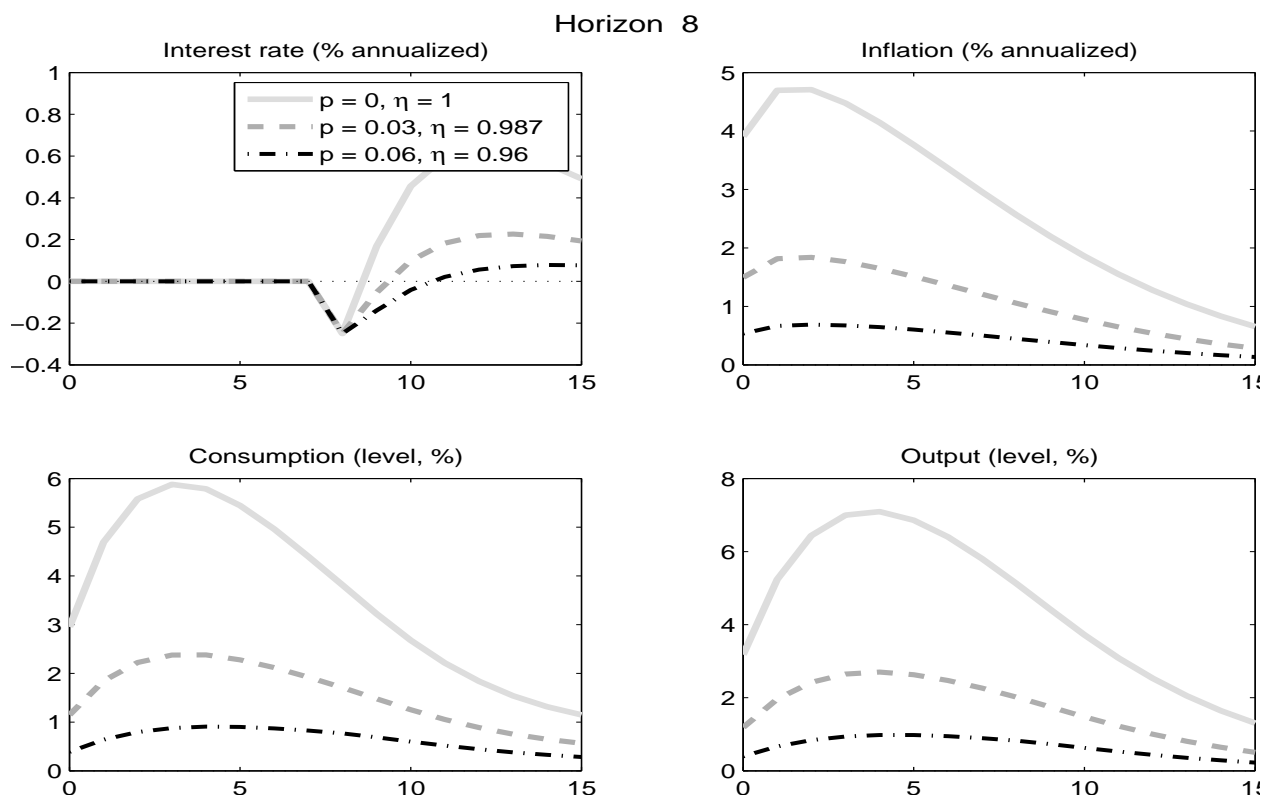 Horizon 8
Interest rate (% annualized)
1
0.8
0.6
0.4
0.2
0
−0.2
−0.4
0 5 10 15
p = 0, η = 1
p = 0.03, η = 0.987
p = 0.06, η = 0.96
Inflation (% annualized)
5
4
3
2
1
0
0 5 10 15
Consumption (level, %)
6
5
4
3
2
1
0
0 5 10 15
Output (level, %)
8
6
4
2
0
0 5 10 15